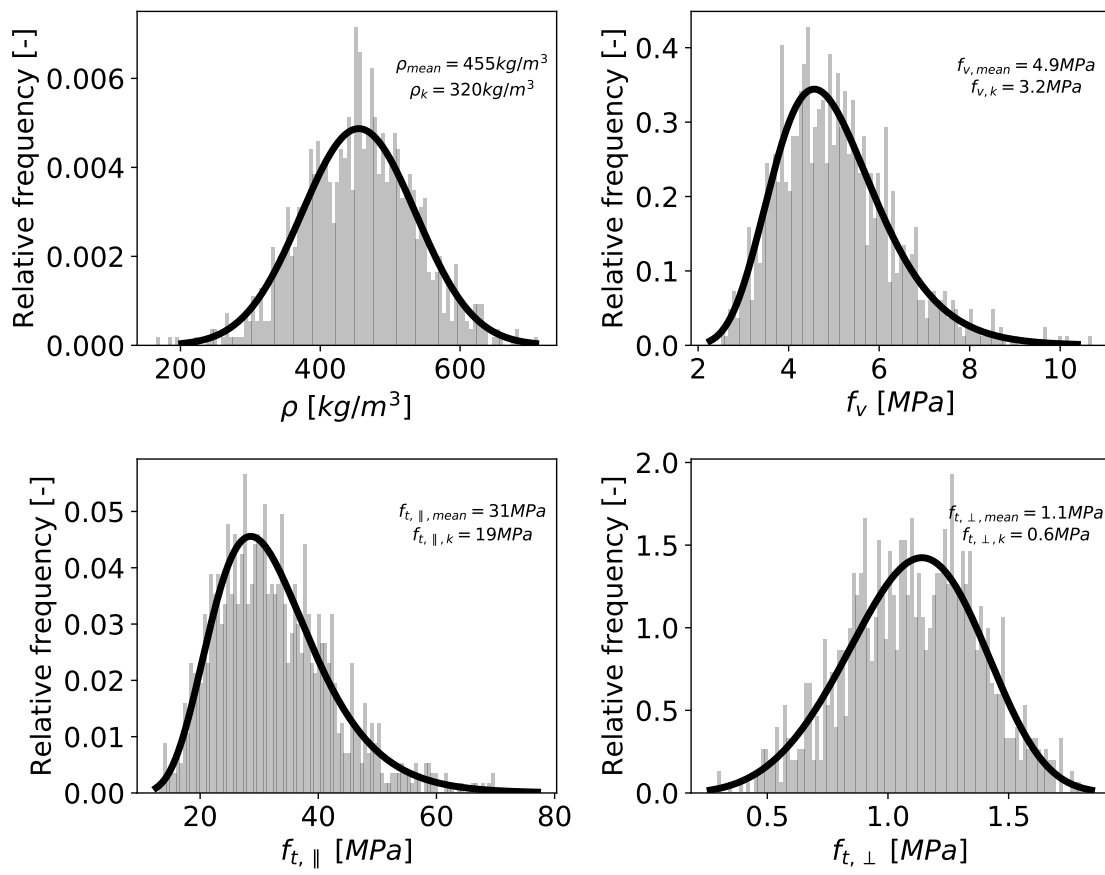 Relative frequency [-]
0.006
0.004
0.002
0.000
ρ_mean = 455kg/m³
ρ_k = 320kg/m³
200 400 600
ρ [kg/m³]
Relative frequency [-]
0.4
0.3
0.2
0.1
0.0
f_v,mean = 4.9MPa
f_v,k = 3.2MPa
2 4 6 8 10
f_v [MPa]
Relative frequency [-]
0.05
0.04
0.03
0.02
0.01
0.00
f_t,∥,mean = 31MPa
f_t,∥,k = 19MPa
20 40 60 80
f_t,∥ [MPa]
Relative frequency [-]
2.0
1.5
1.0
0.5
0.0
f_t,⊥,mean = 1.1MPa
f_t,⊥,k = 0.6MPa
0.5 1.0 1.5
f_t,⊥ [MPa]